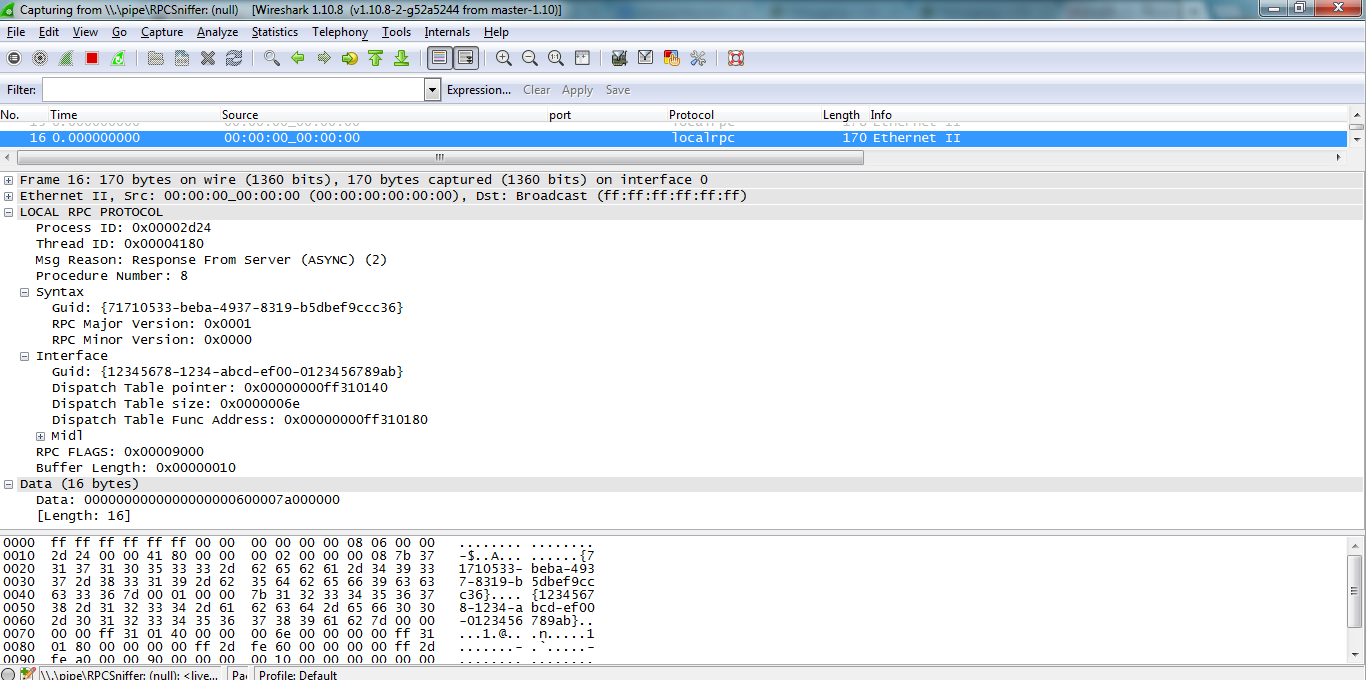 Capturing from \\.\pipe\RPCSniffer: (null) [Wireshark 1.10.8 (v1.10.8-2-g52a5244 from master-1.10)]
File Edit View Go Capture Analyze Statistics Telephony Tools Internals Help
Filter: Expression... Clear Apply Save
No. Time Source port Protocol Length Info
16 0.000000000 00:00:00_00:00:00 localrpc 170 Ethernet II
Frame 16: 170 bytes on wire (1360 bits), 170 bytes captured (1360 bits) on interface 0
Ethernet II, Src: 00:00:00_00:00:00 (00:00:00:00:00:00), Dst: Broadcast (ff:ff:ff:ff:ff:ff)
LOCAL RPC PROTOCOL
Process ID: 0x00002d24
Thread ID: 0x00004180
Msg Reason: Response From Server (ASYNC) (2)
Procedure Number: 8
Syntax
Guid: {71710533-beba-4937-8319-b5dbef9ccc36}
RPC Major Version: 0x0001
RPC Minor Version: 0x0000
Interface
Guid: {12345678-1234-abcd-ef00-0123456789ab}
Dispatch Table pointer: 0x00000000ff310140
Dispatch Table size: 0x0000006e
Dispatch Table Func Address: 0x00000000ff310180
Midl
RPC FLAGS: 0x00009000
Buffer Length: 0x00000010
Data (16 bytes)
Data: 0000000000000000000600007a000000
[Length: 16]
0000 ff ff ff ff ff ff 00 00 00 00 00 00 08 06 00 00 ........ ........
0010 2d 24 00 00 41 80 00 00 00 02 00 00 00 08 7b 37 -$..A... ......{7
0020 31 37 31 30 35 33 33 2d 62 65 62 61 2d 34 39 33 1710533- beba-493
0030 37 2d 38 33 31 39 2d 62 35 64 62 65 66 39 63 63 7-8319-b 5dbef9cc
0040 63 33 36 7d 00 01 00 00 7b 31 32 33 34 35 36 37 c36}.... {1234567
0050 38 2d 31 32 33 34 2d 61 62 63 64 2d 65 66 30 30 8-1234-a bcd-ef00
0060 2d 30 31 32 33 34 35 36 37 38 39 61 62 7d 00 00 -0123456 789ab}..
0070 00 00 ff 31 01 40 00 00 00 6e 00 00 00 00 ff 31 ...1.@.. .n.....1
0080 01 80 00 00 00 00 ff 2d fe 60 00 00 00 00 ff 2d .......- .`.....-
0090 fe a0 00 00 90 00 00 00 00 10 00 00 00 00 00 00 ........ ........
\\.\pipe\RPCSniffer: (null): <live... Profile: Default